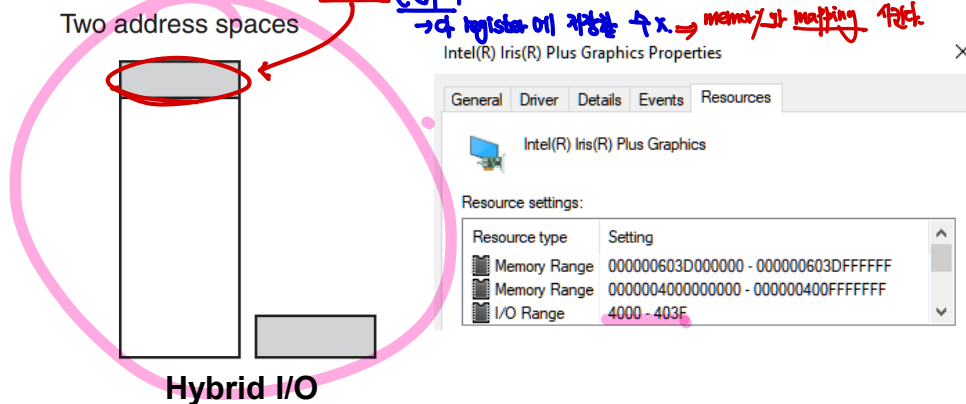 Two address spaces
→다 register에 저장할 수 x. ⇒ memory와 mapping 시킨다.
Intel(R) Iris(R) Plus Graphics Properties
General Driver Details Events Resources
Intel(R) Iris(R) Plus Graphics
Resource settings:
Resource type Setting
Memory Range 000000603D000000 - 000000603DFFFFFF
Memory Range 0000004000000000 - 000000400FFFFFFF
I/O Range 4000 - 403F
Hybrid I/O